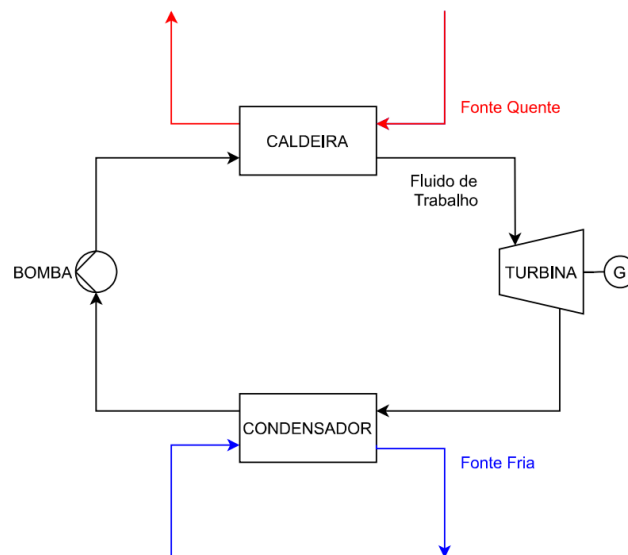 Fonte Quente
CALDEIRA
Fluido de
Trabalho
BOMBA
TURBINA
G
CONDENSADOR
Fonte Fria